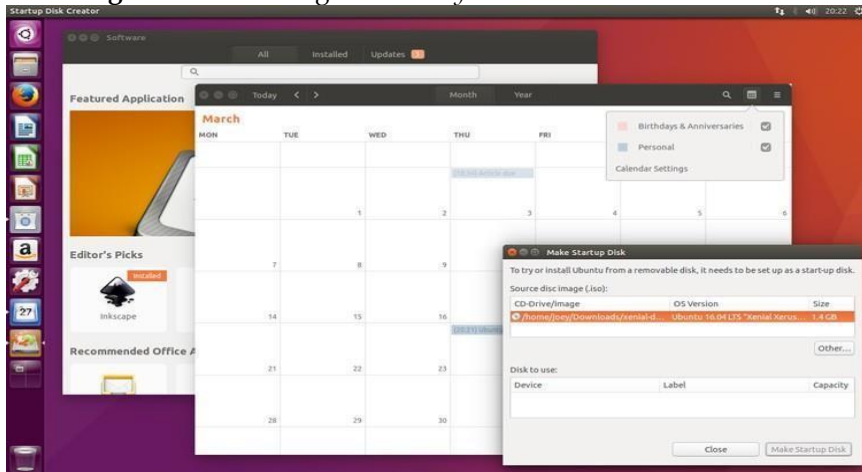 Startup Disk Creator
20:22
Software
All Installed Updates 3
Featured Application
Editor's Picks
Installed
Inkscape
Recommended Office A
Today < > Month Year
March
MON TUE WED THU FRI
1 2 3 4 5 6
7 8 9
14 15 16
21 22 23
28 29 30
Birthdays & Anniversaries
Personal
Calendar Settings
27
Make Startup Disk
To try or install Ubuntu from a removable disk, it needs to be set up as a start-up disk.
Source disc image (.iso):
CD-Drive/Image OS Version Size
/home/joey/Downloads/xenial-d... Ubuntu 16.04 LTS "Xenial Xerus... 1.4 GB
Other...
Disk to use:
Device Label Capacity
Close Make Startup Disk